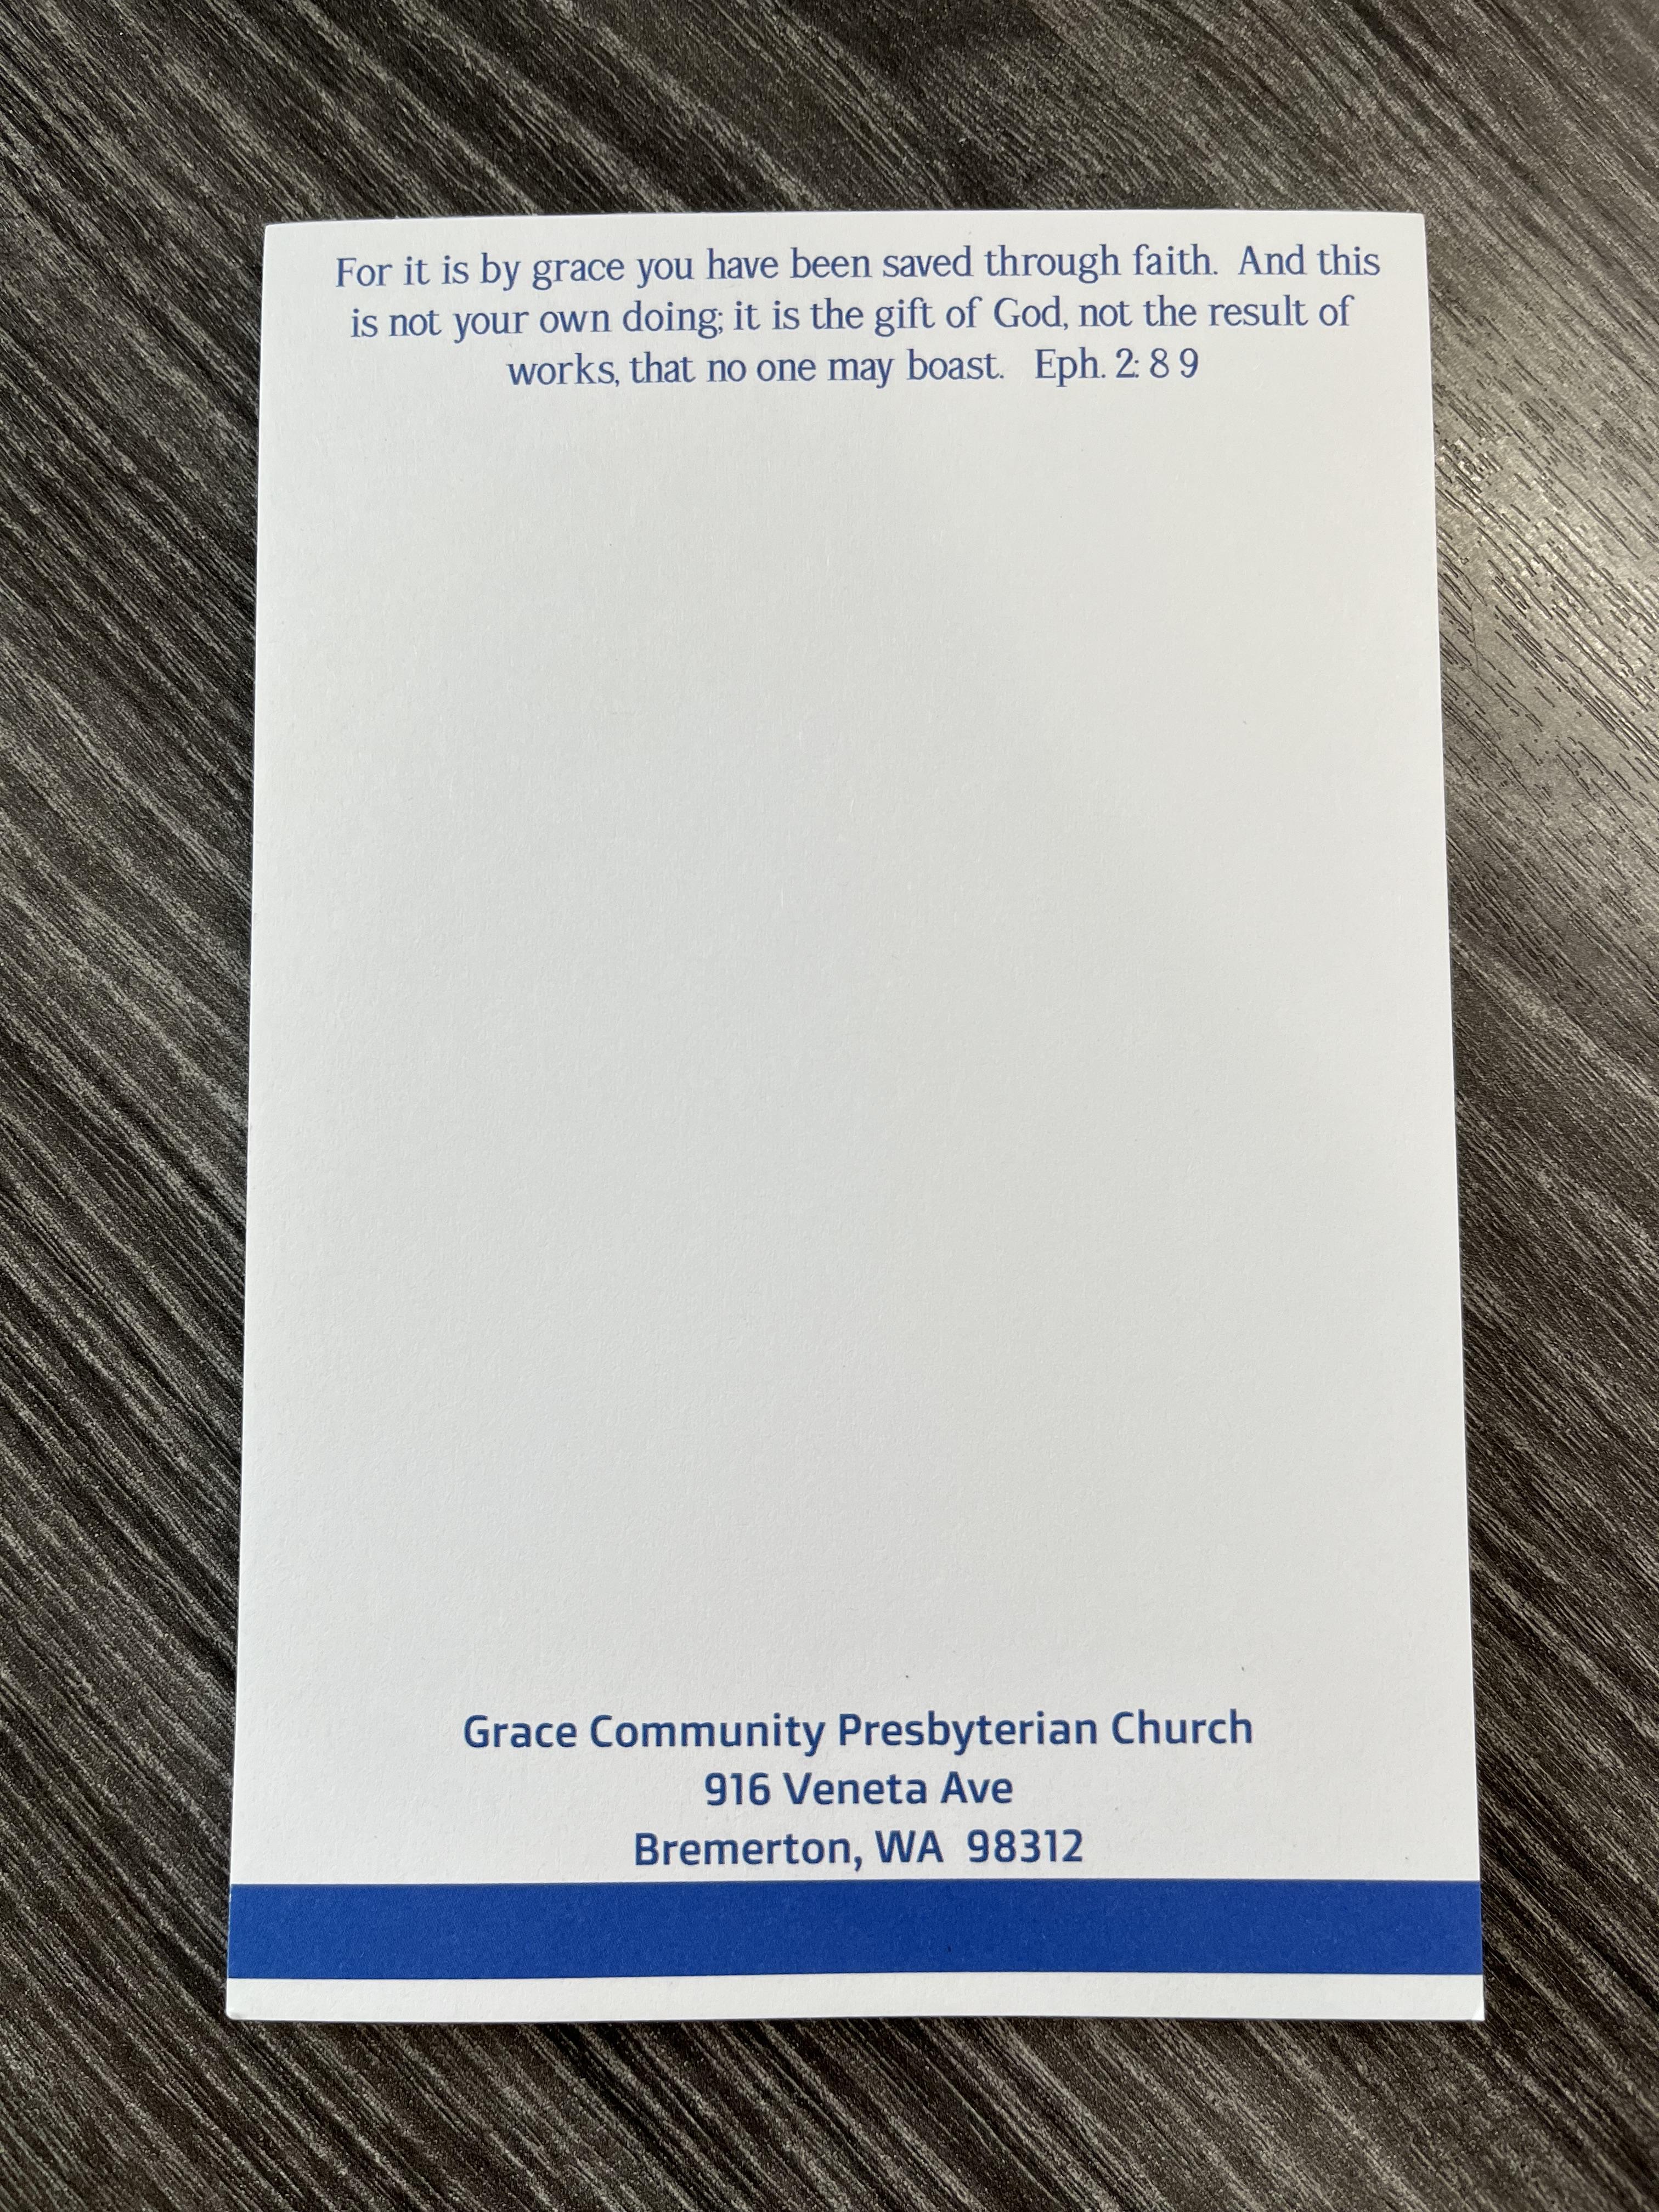 For it is by grace you have been saved through faith.  And this
is not your own doing; it is the gift of God, not the result of
works, that no one may boast.   Eph. 2: 8 9
Grace Community Presbyterian Church
916 Veneta Ave
Bremerton, WA  98312